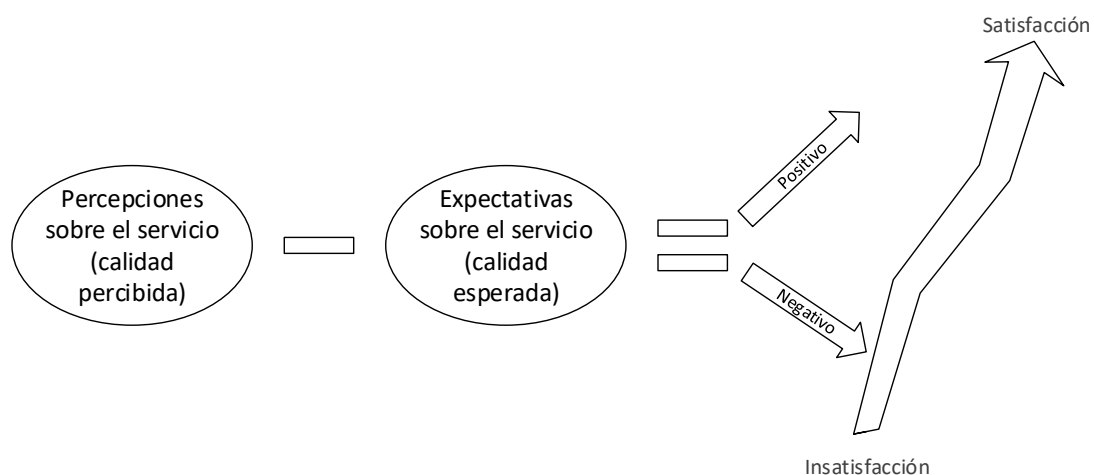 Satisfacción
Percepciones
sobre el servicio
(calidad
percibida)
Expectativas
sobre el servicio
(calidad
esperada)
Positivo
Negativo
Insatisfacción